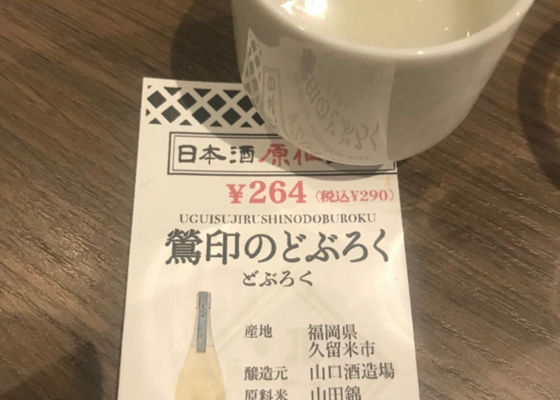 日本酒原価
¥264 (税込¥290)
UGUISUJIRUSHINODOBUROKU
鶯印のどぶろく
どぶろく
産地 福岡県
久留米市
醸造元 山口酒造場
原料米 山田錦